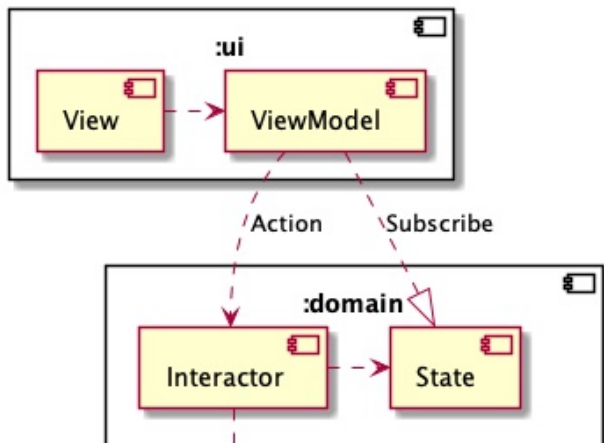 :ui
View
ViewModel
Action
Subscribe
:domain
Interactor
State